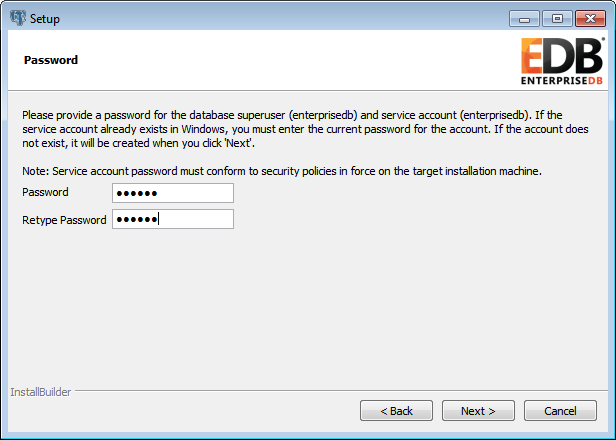 Setup
Password
EDB
ENTERPRISEDB
Please provide a password for the database superuser (enterprisedb) and service account (enterprisedb). If the
service account already exists in Windows, you must enter the current password for the account. If the account does
not exist, it will be created when you click 'Next'.
Note: Service account password must conform to security policies in force on the target installation machine.
Password ••••••
Retype Password ••••••
InstallBuilder
< Back Next > Cancel